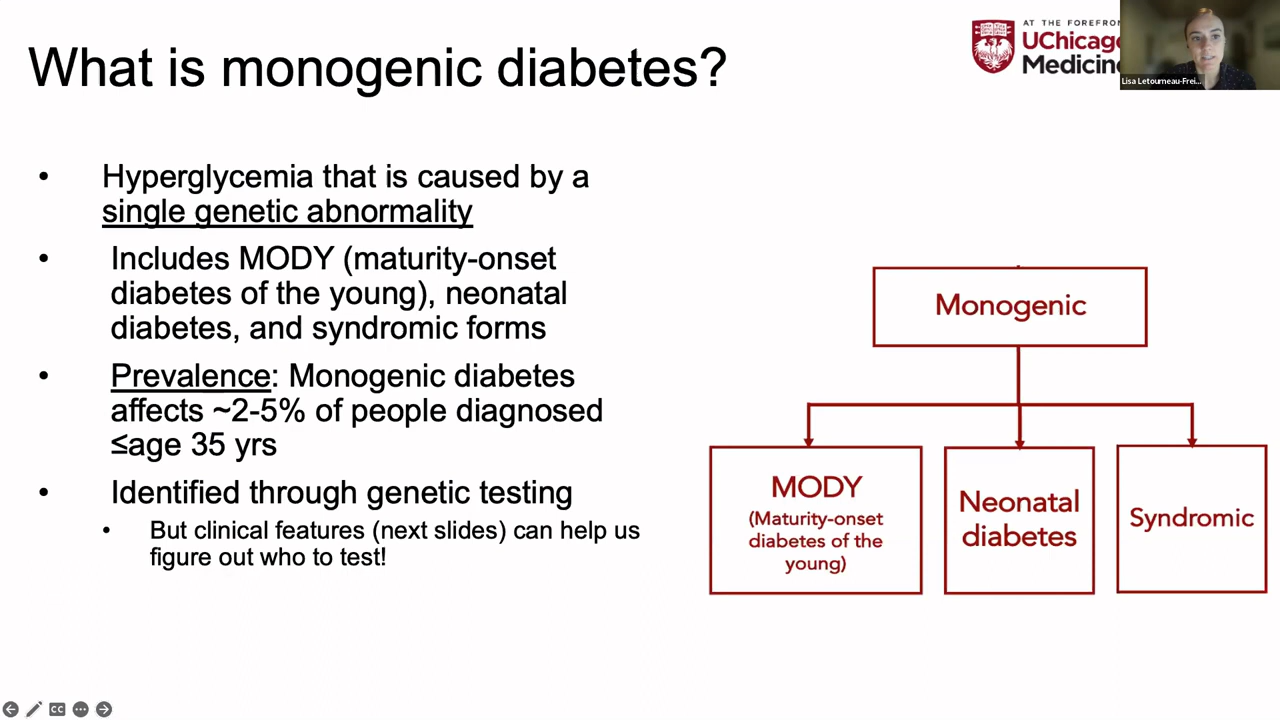 What is monogenic diabetes?
AT THE FOREFRON
UChicago
Medicine
Lisa Letourneau-Frei...
• Hyperglycemia that is caused by a
single genetic abnormality
• Includes MODY (maturity-onset
diabetes of the young), neonatal
diabetes, and syndromic forms
• Prevalence: Monogenic diabetes
affects ~2-5% of people diagnosed
≤age 35 yrs
• Identified through genetic testing
• But clinical features (next slides) can help us
figure out who to test!
Monogenic
MODY
(Maturity-onset
diabetes of the
young)
Neonatal
diabetes
Syndromic
CC